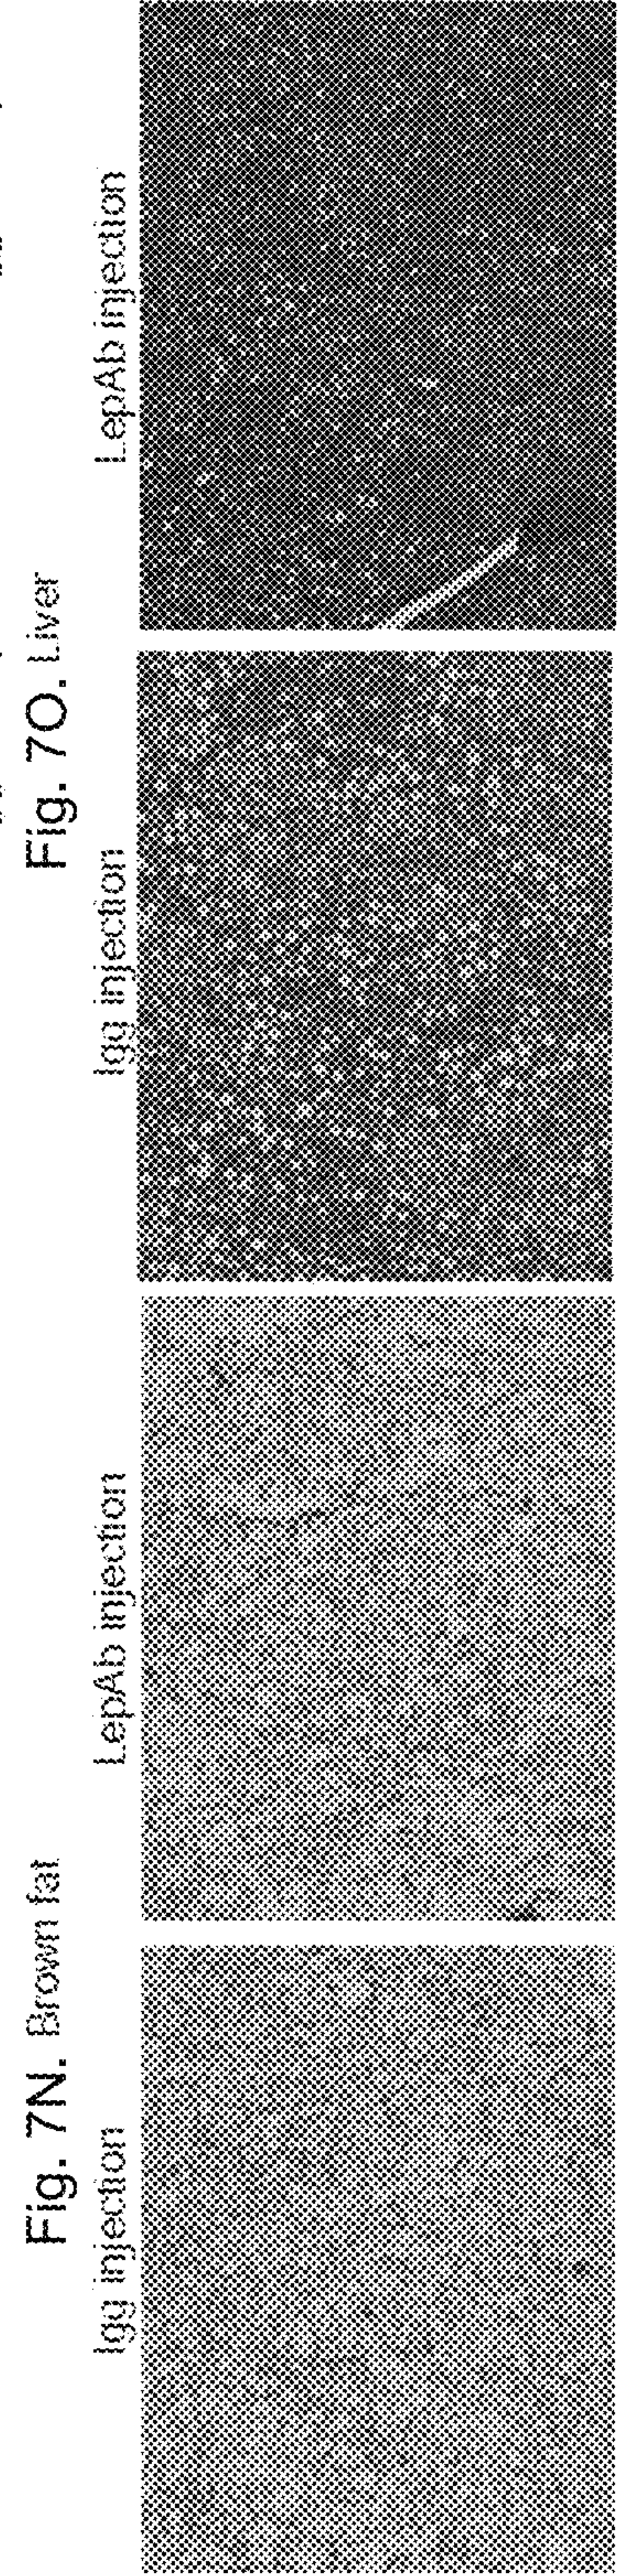 Fig. 7N. Brown fat
Igg injection
LepAb injection
Fig. 7O. Liver
Igg injection
LepAb injection